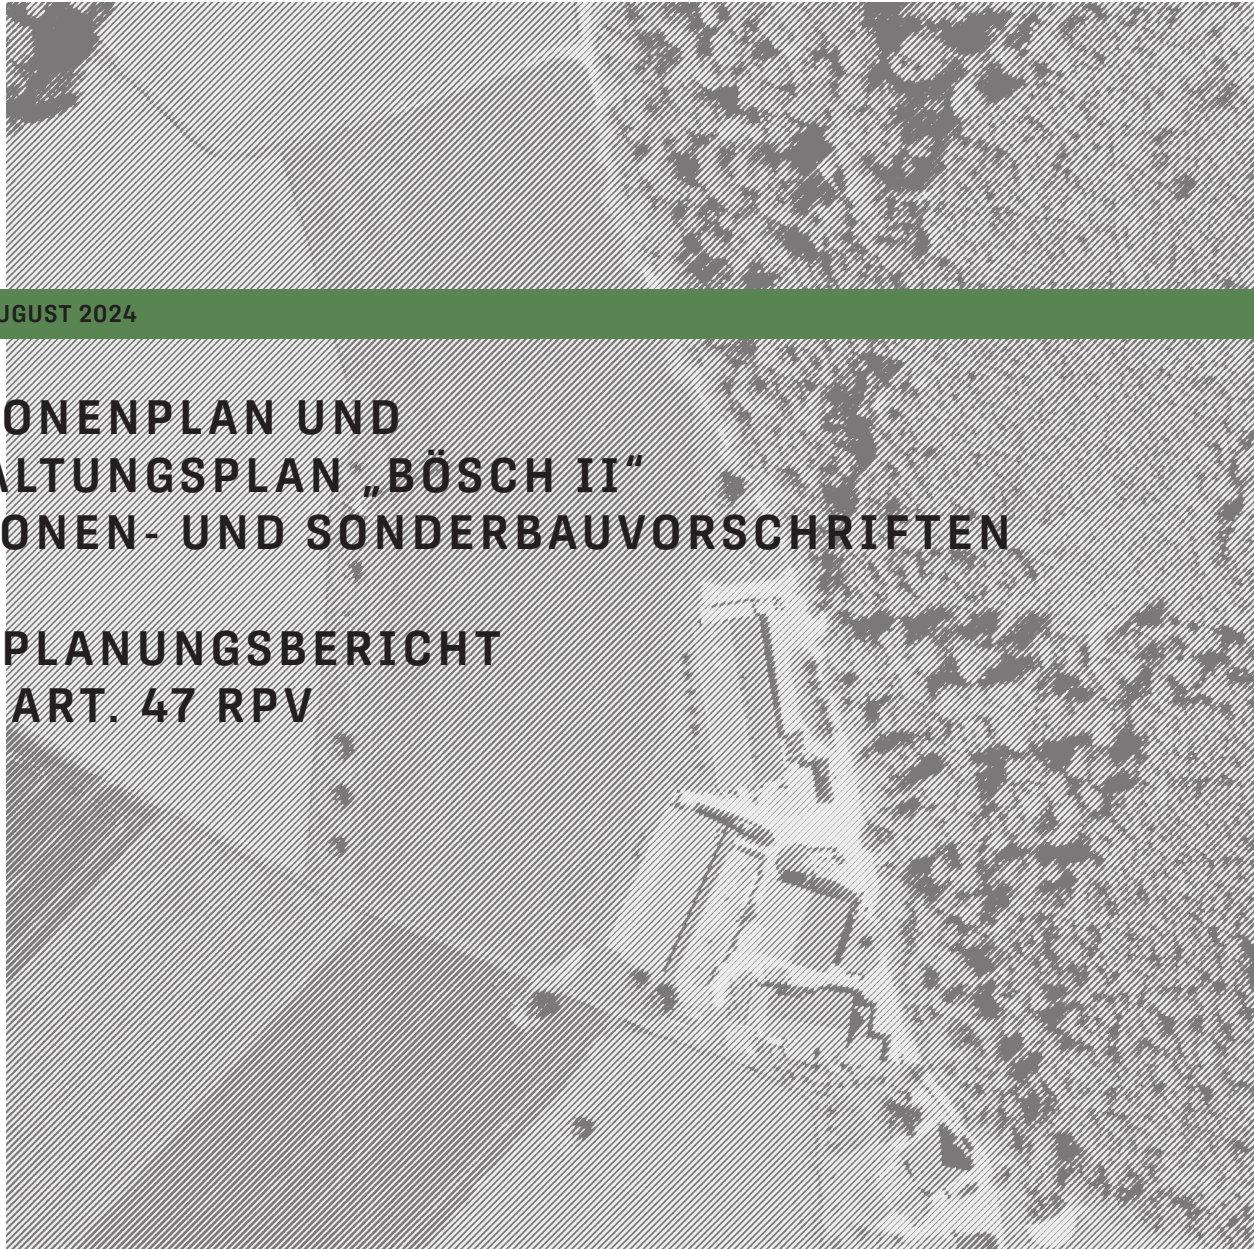 UGUST 2024
ONENPLAN UND
ALTUNGSPLAN „BÖSCH II“
ONEN- UND SONDERBAUVORSCHRIFTEN
PLANUNGSBERICHT
ART. 47 RPV